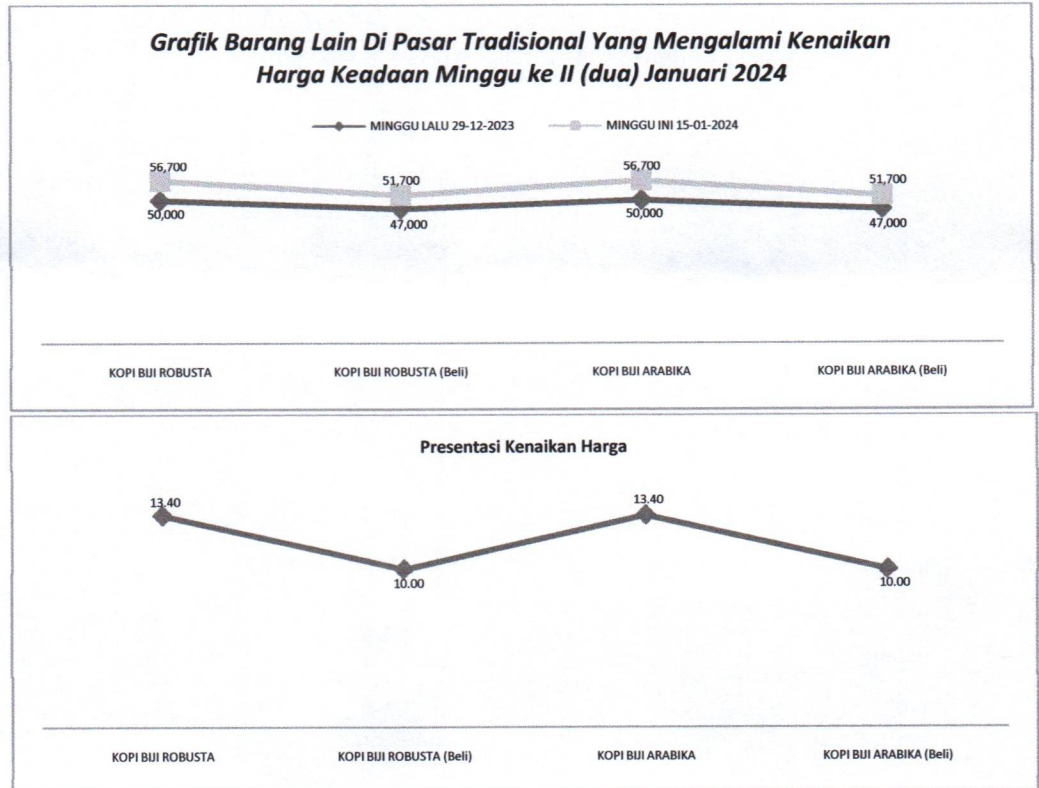 Grafik Barang Lain Di Pasar Tradisional Yang Mengalami Kenaikan
Harga Keadaan Minggu ke II (dua) Januari 2024
MINGGU LALU 29-12-2023 MINGGU INI 15-01-2024
56,700 51,700 56,700 51,700
50,000 47,000 50,000 47,000
KOPI BIJI ROBUSTA KOPI BIJI ROBUSTA (Beli) KOPI BIJI ARABIKA KOPI BIJI ARABIKA (Beli)
Presentasi Kenaikan Harga
13.40 13.40
10.00 10.00
KOPI BIJI ROBUSTA KOPI BIJI ROBUSTA (Beli) KOPI BIJI ARABIKA KOPI BIJI ARABIKA (Beli)